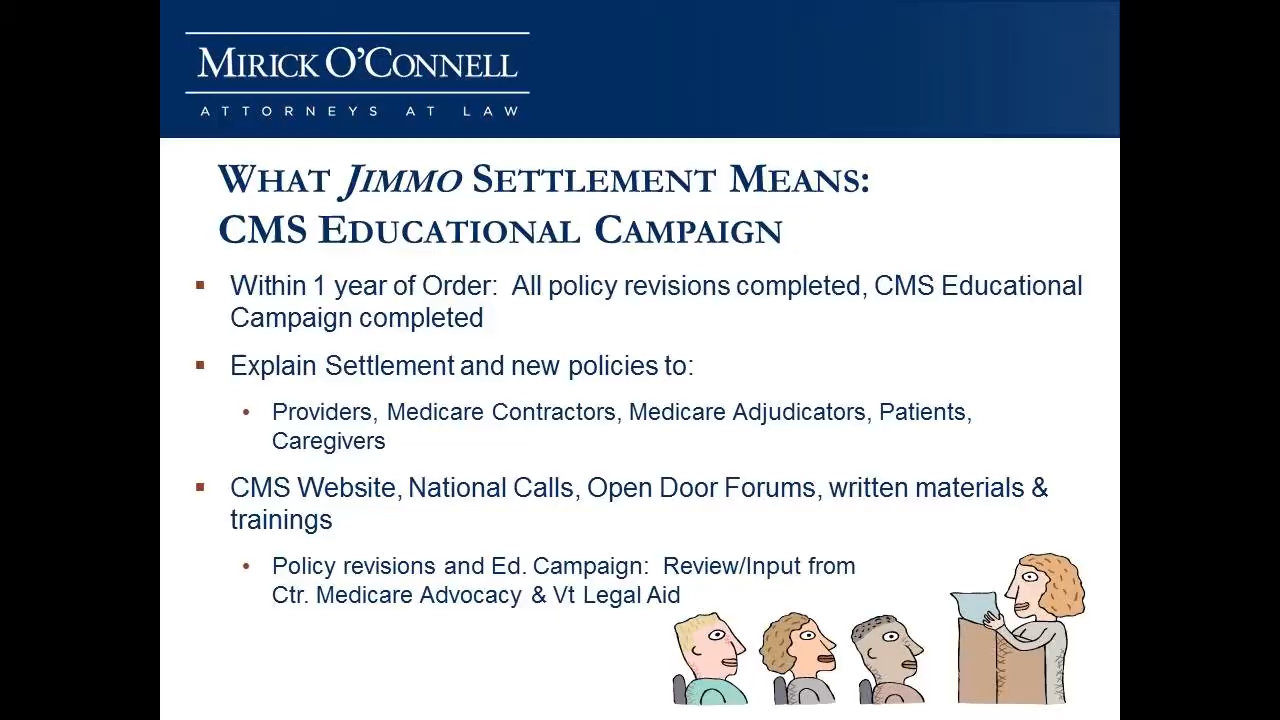 MIRICK O'CONNELL
ATTORNEYS AT LAW
WHAT JIMMO SETTLEMENT MEANS:
CMS EDUCATIONAL CAMPAIGN
▪ Within 1 year of Order:  All policy revisions completed, CMS Educational
Campaign completed
▪ Explain Settlement and new policies to:
• Providers, Medicare Contractors, Medicare Adjudicators, Patients,
Caregivers
▪ CMS Website, National Calls, Open Door Forums, written materials &
trainings
• Policy revisions and Ed. Campaign:  Review/Input from
Ctr. Medicare Advocacy & Vt Legal Aid